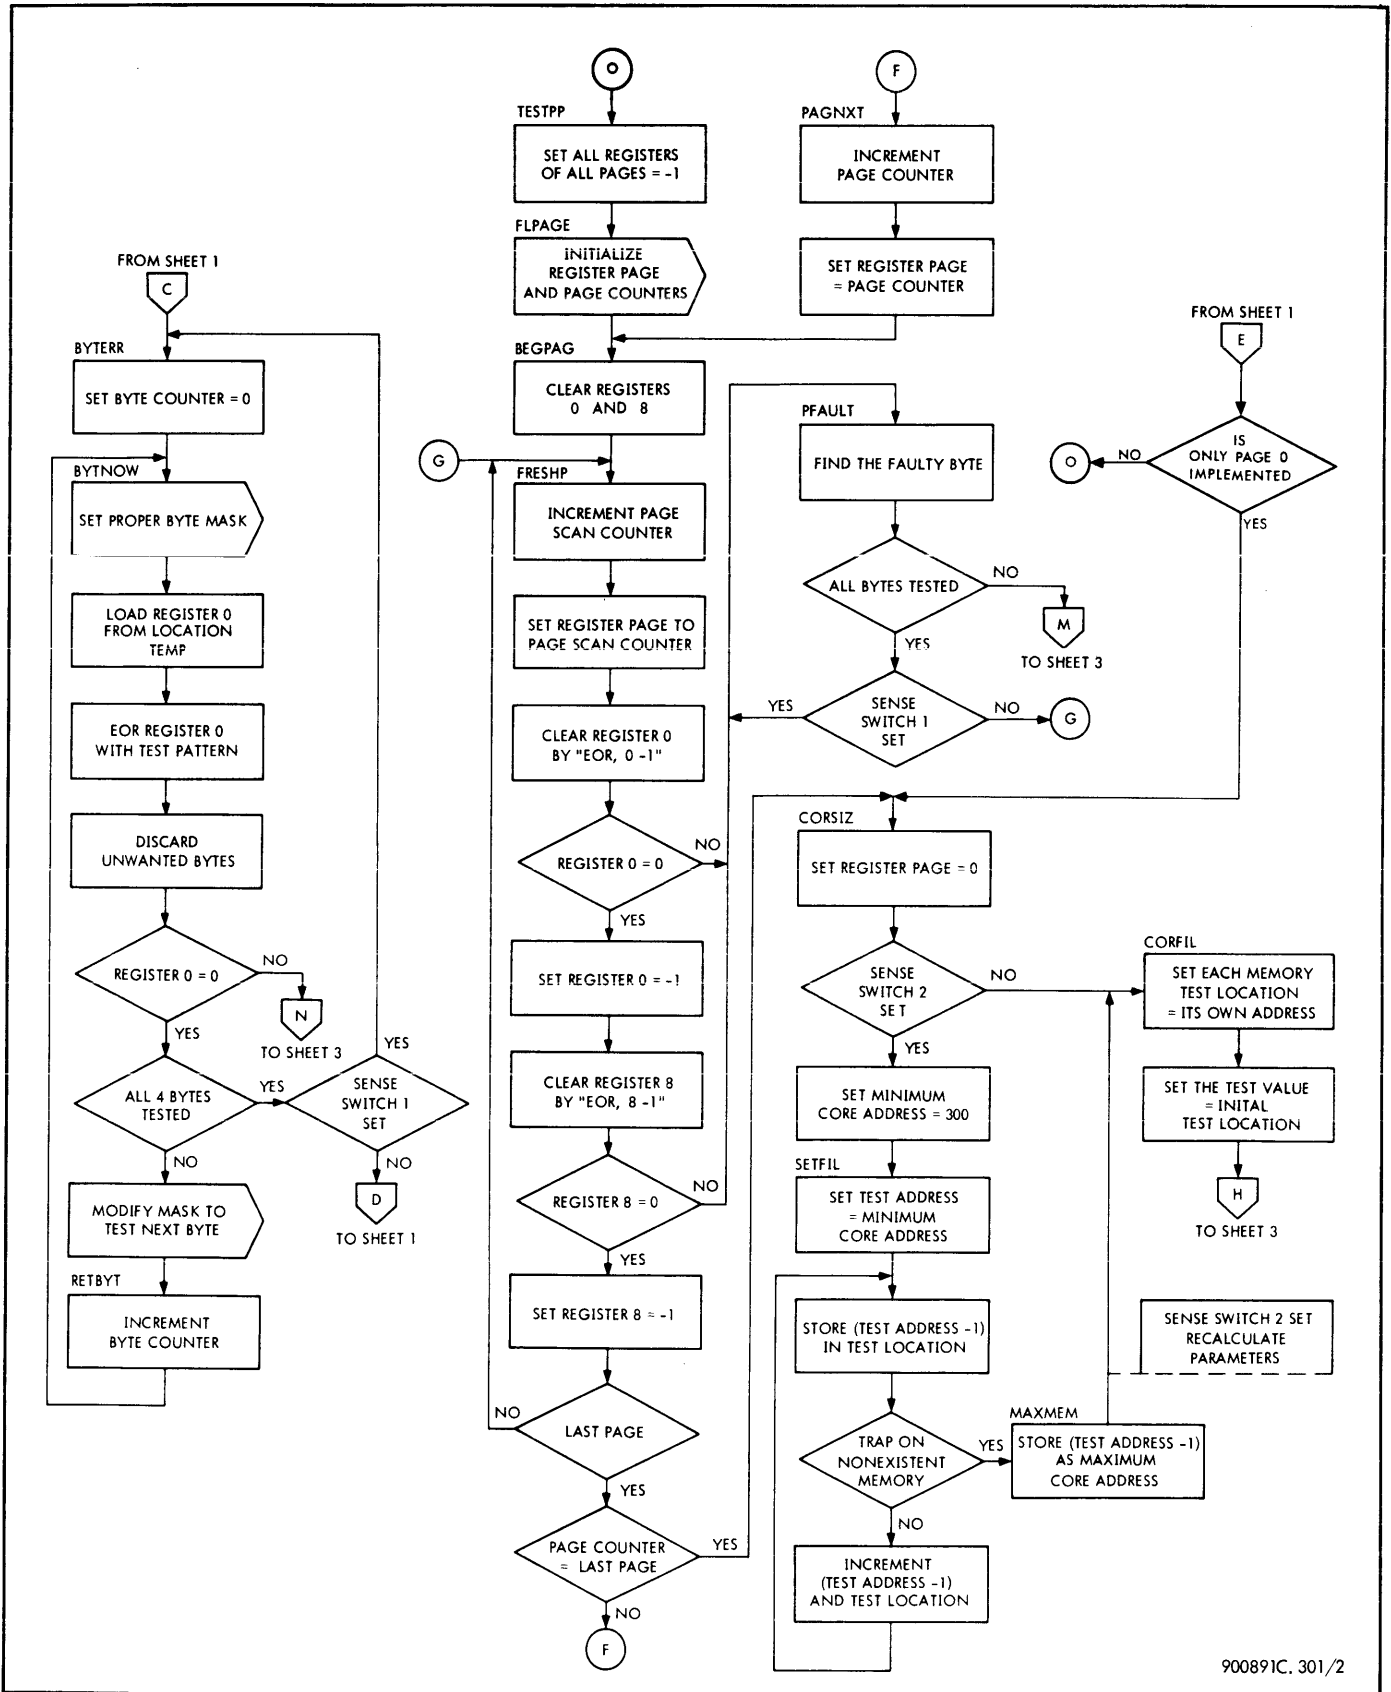 FROM SHEET 1
C
BYTERR
SET BYTE COUNTER = 0
BYTNOW
SET PROPER BYTE MASK
LOAD REGISTER 0
FROM LOCATION
TEMP
EOR REGISTER 0
WITH TEST PATTERN
DISCARD
UNWANTED BYTES
REGISTER 0 = 0
NO
N
TO SHEET 3
YES
ALL 4 BYTES
TESTED
YES
SENSE
SWITCH 1
SET
YES
NO
D
TO SHEET 1
NO
MODIFY MASK TO
TEST NEXT BYTE
RETBYT
INCREMENT
BYTE COUNTER
O
TESTPP
SET ALL REGISTERS
OF ALL PAGES = -1
FLPAGE
INITIALIZE
REGISTER PAGE
AND PAGE COUNTERS
BEGPAG
CLEAR REGISTERS
0 AND 8
G
FRESHP
INCREMENT PAGE
SCAN COUNTER
SET REGISTER PAGE TO
PAGE SCAN COUNTER
CLEAR REGISTER 0
BY "EOR, 0 -1"
REGISTER 0 = 0
NO
YES
SET REGISTER 0 = -1
CLEAR REGISTER 8
BY "EOR, 8 -1"
REGISTER 8 = 0
NO
YES
SET REGISTER 8 = -1
LAST PAGE
NO
YES
PAGE COUNTER
= LAST PAGE
YES
NO
F
F
PAGNXT
INCREMENT
PAGE COUNTER
SET REGISTER PAGE
= PAGE COUNTER
PFAULT
FIND THE FAULTY BYTE
ALL BYTES TESTED
NO
M
TO SHEET 3
YES
SENSE
SWITCH 1
SET
YES
NO
G
FROM SHEET 1
E
IS
ONLY PAGE 0
IMPLEMENTED
NO
O
YES
CORSIZ
SET REGISTER PAGE = 0
SENSE
SWITCH 2
SET
NO
YES
SET MINIMUM
CORE ADDRESS = 300
SETFIL
SET TEST ADDRESS
= MINIMUM
CORE ADDRESS
STORE (TEST ADDRESS -1)
IN TEST LOCATION
TRAP ON
NONEXISTENT
MEMORY
YES
NO
INCREMENT
(TEST ADDRESS -1)
AND TEST LOCATION
MAXMEM
STORE (TEST ADDRESS -1)
AS MAXIMUM
CORE ADDRESS
CORFIL
SET EACH MEMORY
TEST LOCATION
= ITS OWN ADDRESS
SET THE TEST VALUE
= INITAL
TEST LOCATION
H
TO SHEET 3
SENSE SWITCH 2 SET
RECALCULATE
PARAMETERS
900891C. 301/2